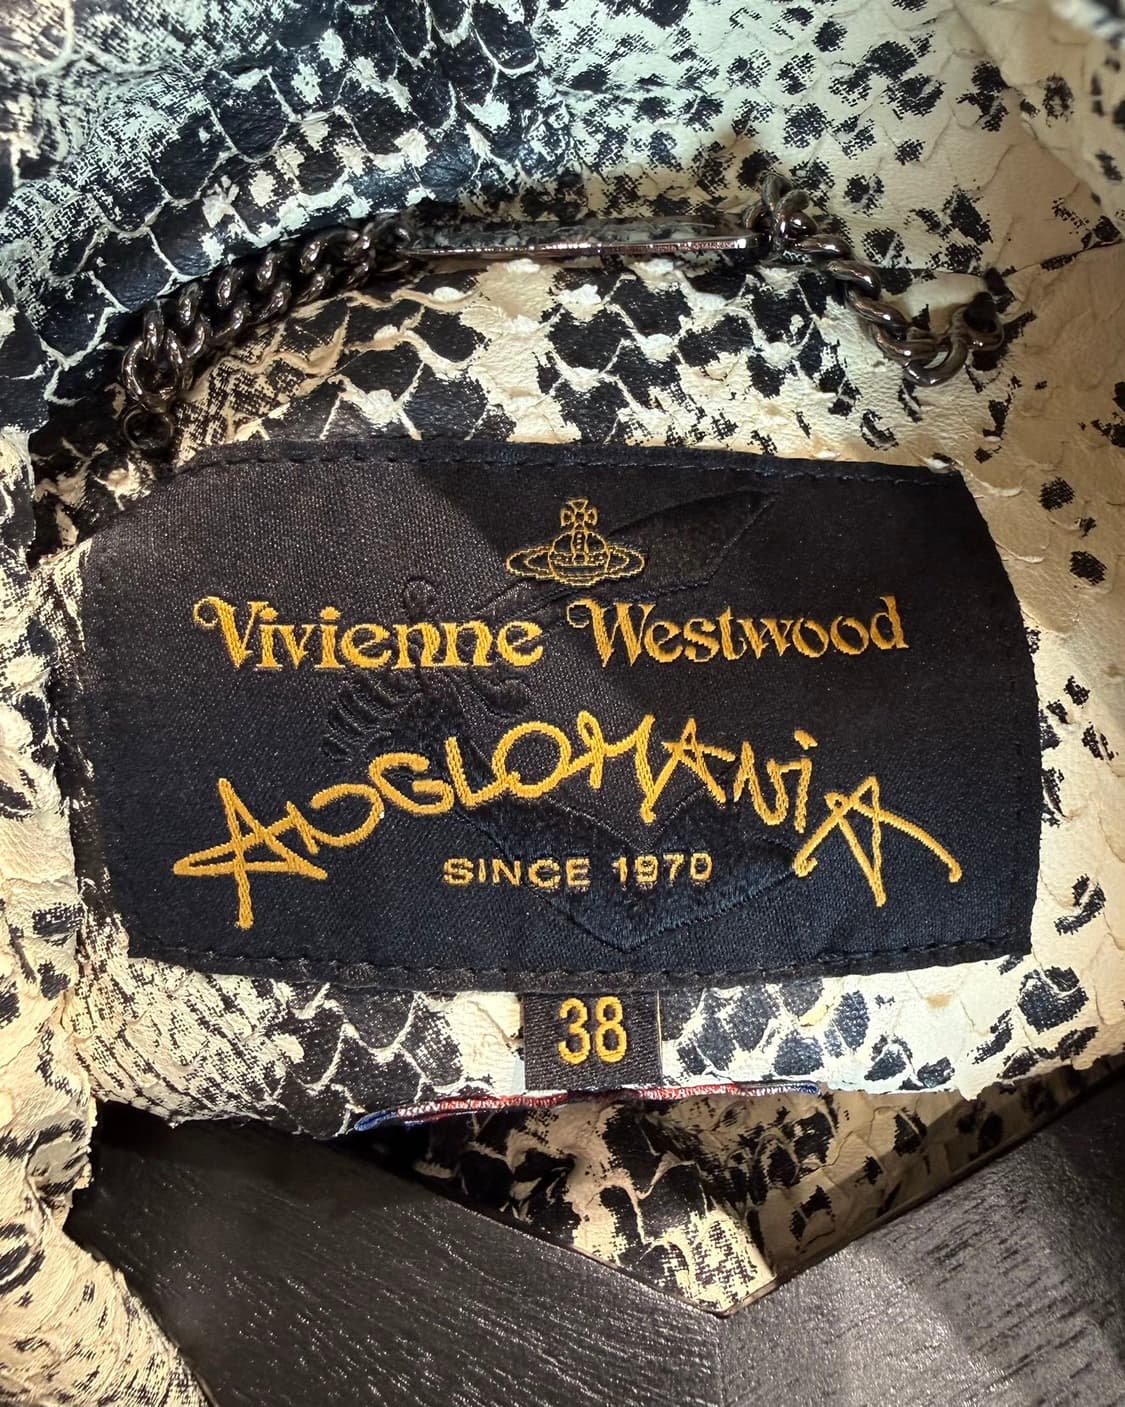 Vivienne Westwood
ANGLOMANiA
SINCE 1970
38